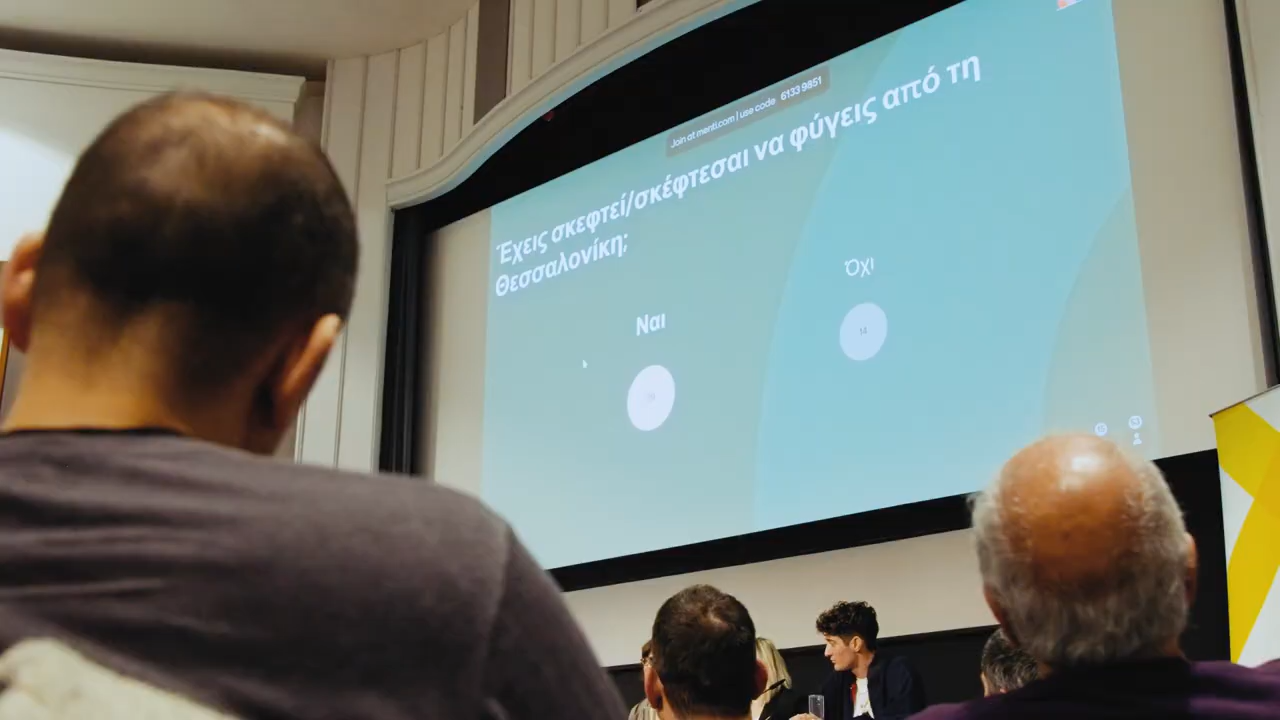 Join at menti.com | use code 6133 9851
Έχεις σκεφτεί/σκέφτεσαι να φύγεις από τη
Θεσσαλονίκη;
Ναι
Όχι
14